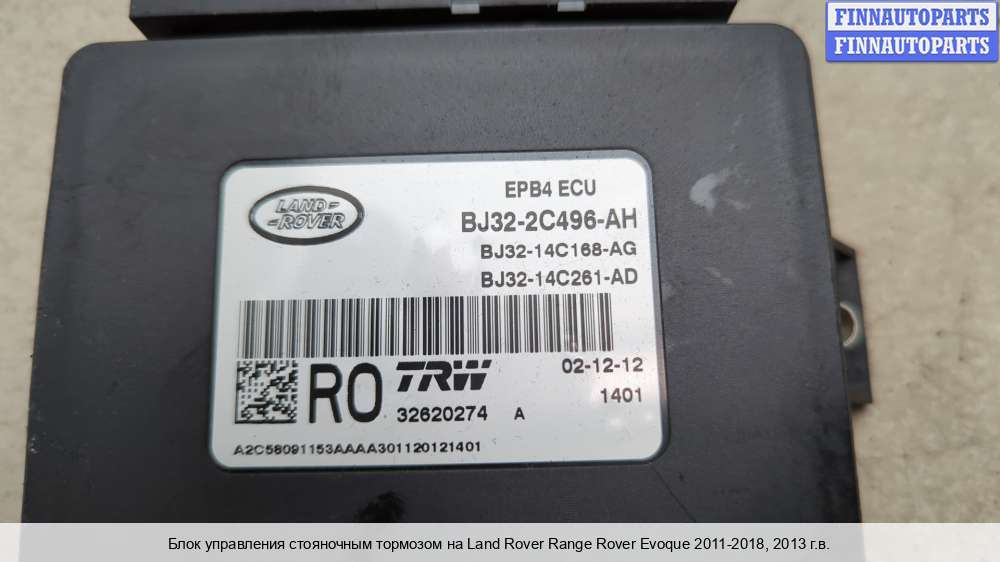 FINNAUTOPARTS
FINNAUTOPARTS
LAND-
-ROVER
EPB4 ECU
BJ32-2C496-AH
BJ32-14C168-AG
BJ32-14C261-AD
RO TRW 02-12-12
1401
32620274 A
A2C58091153AAAA301120121401
Блок управления стояночным тормозом на Land Rover Range Rover Evoque 2011-2018, 2013 г.в.